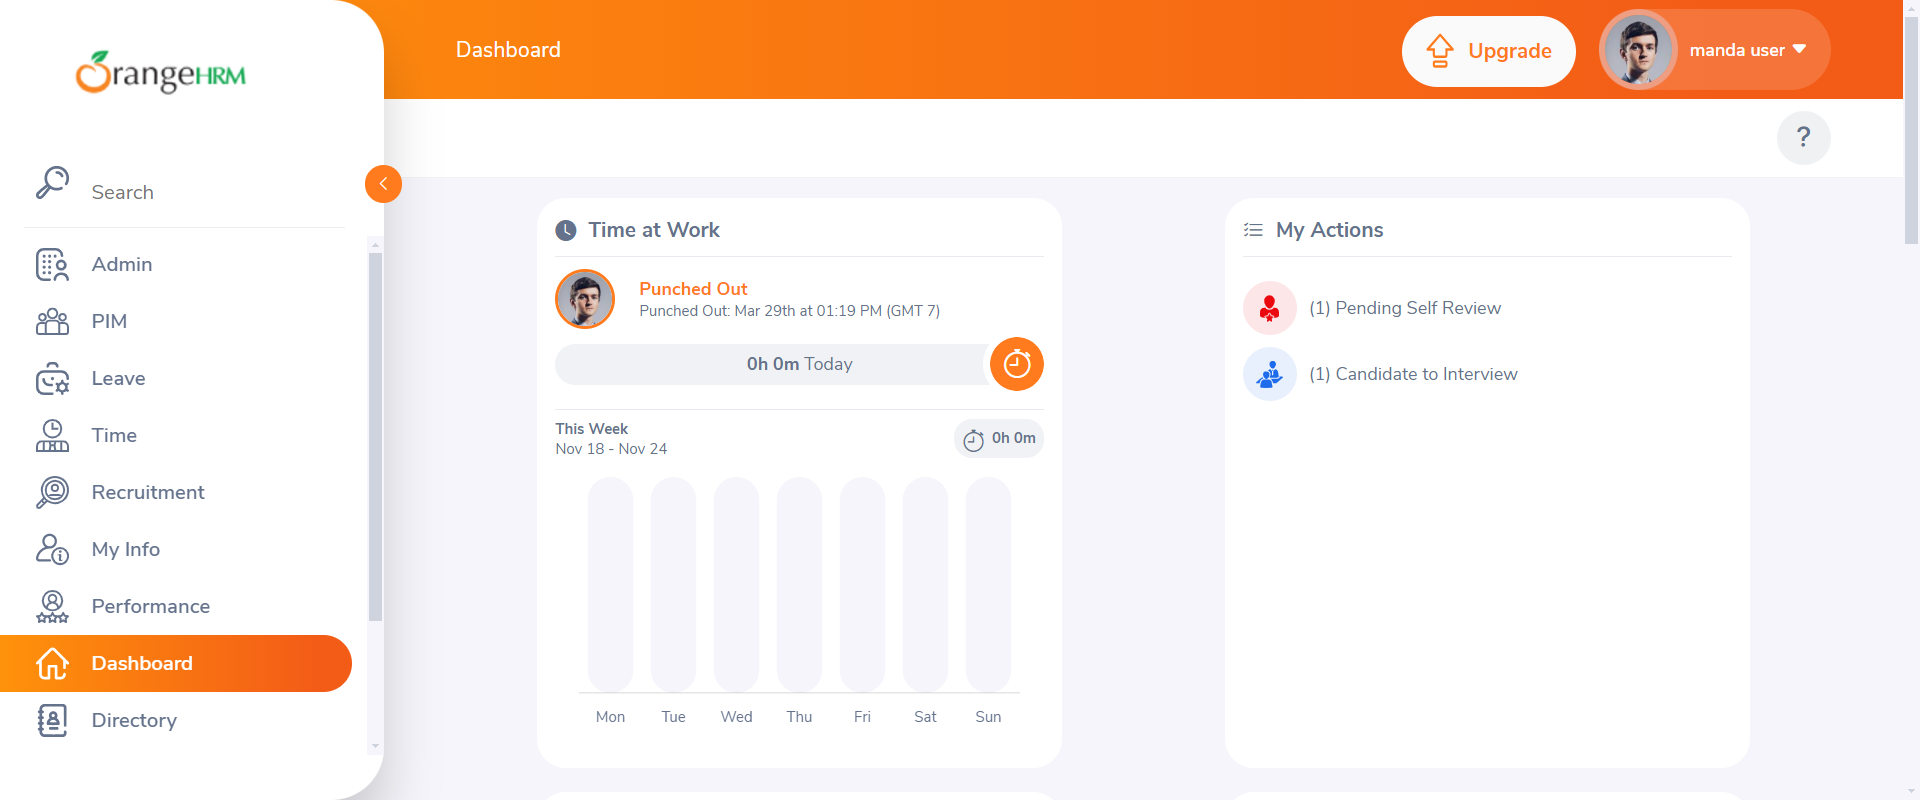 OrangeHRM
Search
Admin
PIM
Leave
Time
Recruitment
My Info
Performance
Dashboard
Directory
Dashboard
Upgrade
manda user
?
Time at Work
Punched Out
Punched Out: Mar 29th at 01:19 PM (GMT 7)
0h 0m Today
This Week
Nov 18 - Nov 24
0h 0m
Mon Tue Wed Thu Fri Sat Sun
My Actions
(1) Pending Self Review
(1) Candidate to Interview